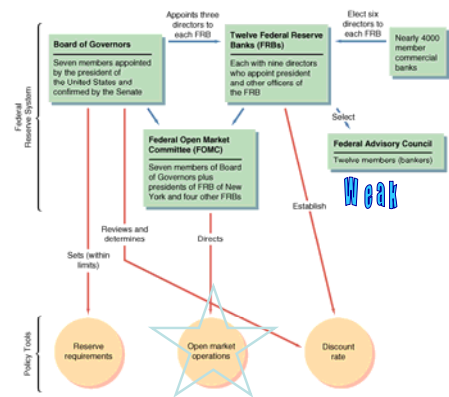 Appoints three
directors to
each FRB
Elect six
directors to
each FRB
Board of Governors
Seven members appointed
by the president of
the United States and
confirmed by the Senate
Twelve Federal Reserve
Banks (FRBs)
Each with nine directors
who appoint president
and other officers of
the FRB
Nearly 4000
member
commercial
banks
Federal
Reserve System
Select
Federal Open Market
Committee (FOMC)
Seven members of Board
of Governors plus
presidents of FRB of New
York and four other FRBs
Federal Advisory Council
Twelve members (bankers)
Weak
Establish
Reviews and
determines
Directs
Sets (within
limits)
Policy Tools
Reserve
requirements
Open market
operations
Discount
rate